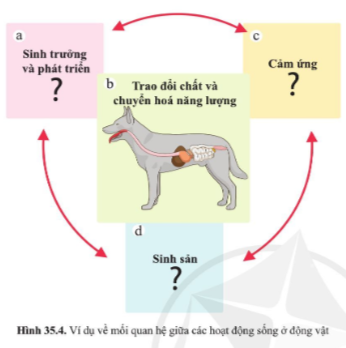 a
Sinh trưởng
và phát triển
?
b
Trao đổi chất và
chuyển hoá năng lượng
c
Cảm ứng
?
d
Sinh sản
?
Hình 35.4. Ví dụ về mối quan hệ giữa các hoạt động sống ở động vật